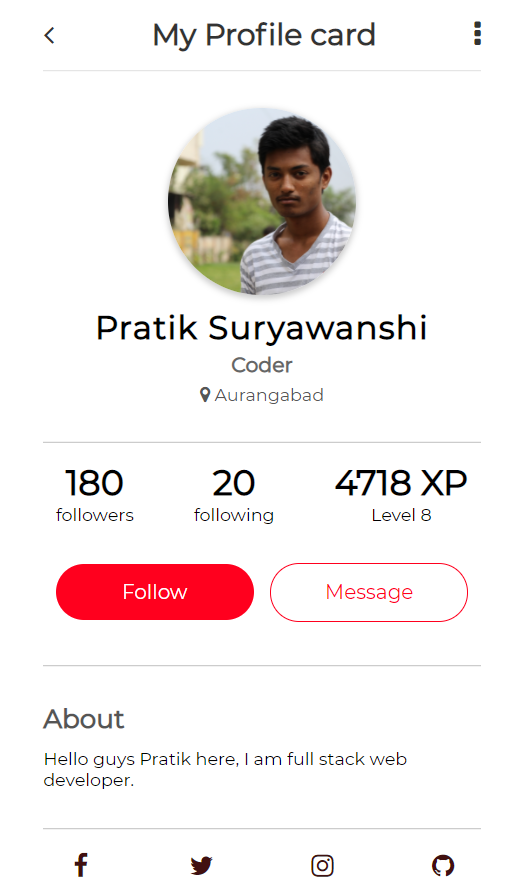 My Profile card
Pratik Suryawanshi
Coder
Aurangabad
180 20 4718 XP
followers following Level 8
Follow Message
About
Hello guys Pratik here, I am full stack web
developer.